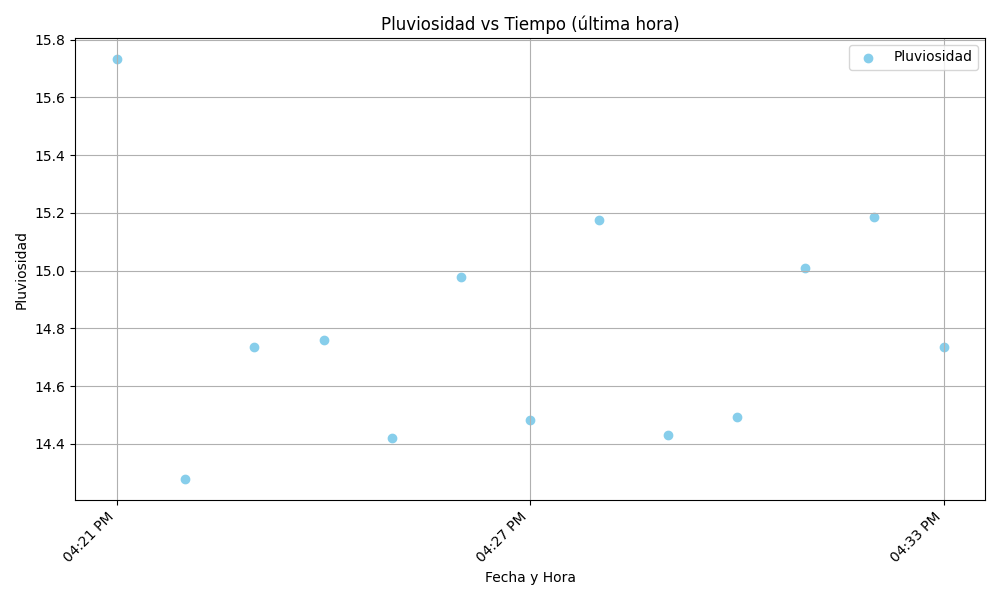 Pluviosidad vs Tiempo (última hora)
Pluviosidad
15.8
15.6
15.4
15.2
15.0
14.8
14.6
14.4
Pluviosidad
04:21 PM
04:27 PM
04:33 PM
Fecha y Hora